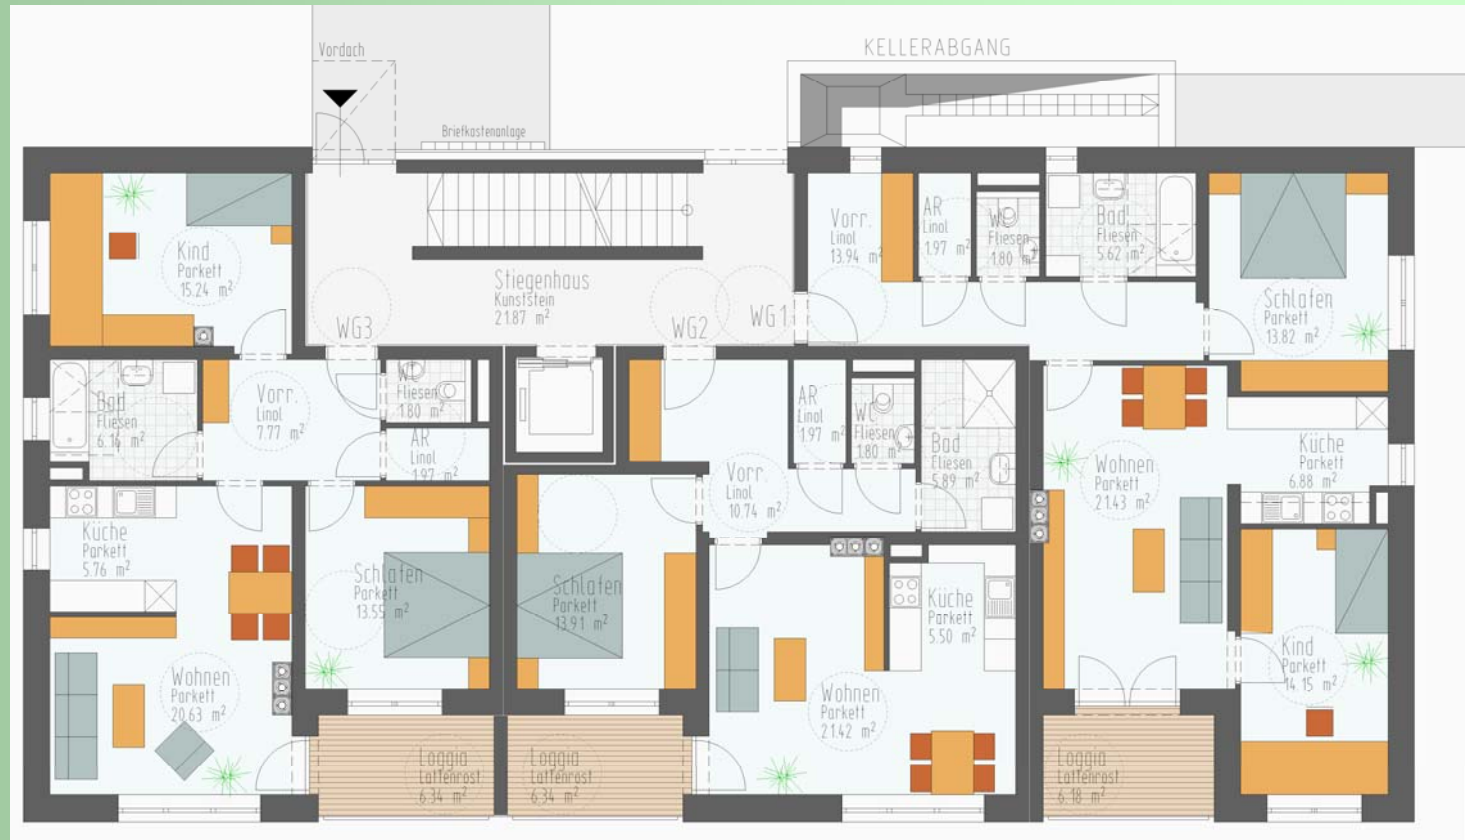 KELLERABGANG
Vordach
Briefkastenanlage
Kind
Parkett
15.24 m²
Stiegenhaus
Kunststein
21.87 m²
WG3
WG2
WG1
Vorr.
Linol
13.94 m²
AR
Linol
1.97 m²
WC
Fliesen
1.80 m²
Bad
Fliesen
5.62 m²
Schlafen
Parkett
13.82 m²
Bad
Fliesen
6.14 m²
Vorr.
Linol
7.77 m²
WC
Fliesen
1.80 m²
AR
Linol
1.97 m²
Vorr.
Linol
10.74 m²
AR
Linol
1.97 m²
WC
Fliesen
1.80 m²
Bad
Fliesen
5.89 m²
Wohnen
Parkett
21.43 m²
Küche
Parkett
6.88 m²
Küche
Parkett
5.76 m²
Schlafen
Parkett
13.55 m²
Schlafen
Parkett
13.91 m²
Küche
Parkett
5.50 m²
Kind
Parkett
14.15 m²
Wohnen
Parkett
20.63 m²
Wohnen
Parkett
21.42 m²
Loggia
Lattenrost
6.34 m²
Loggia
Lattenrost
6.34 m²
Loggia
Lattenrost
6.18 m²